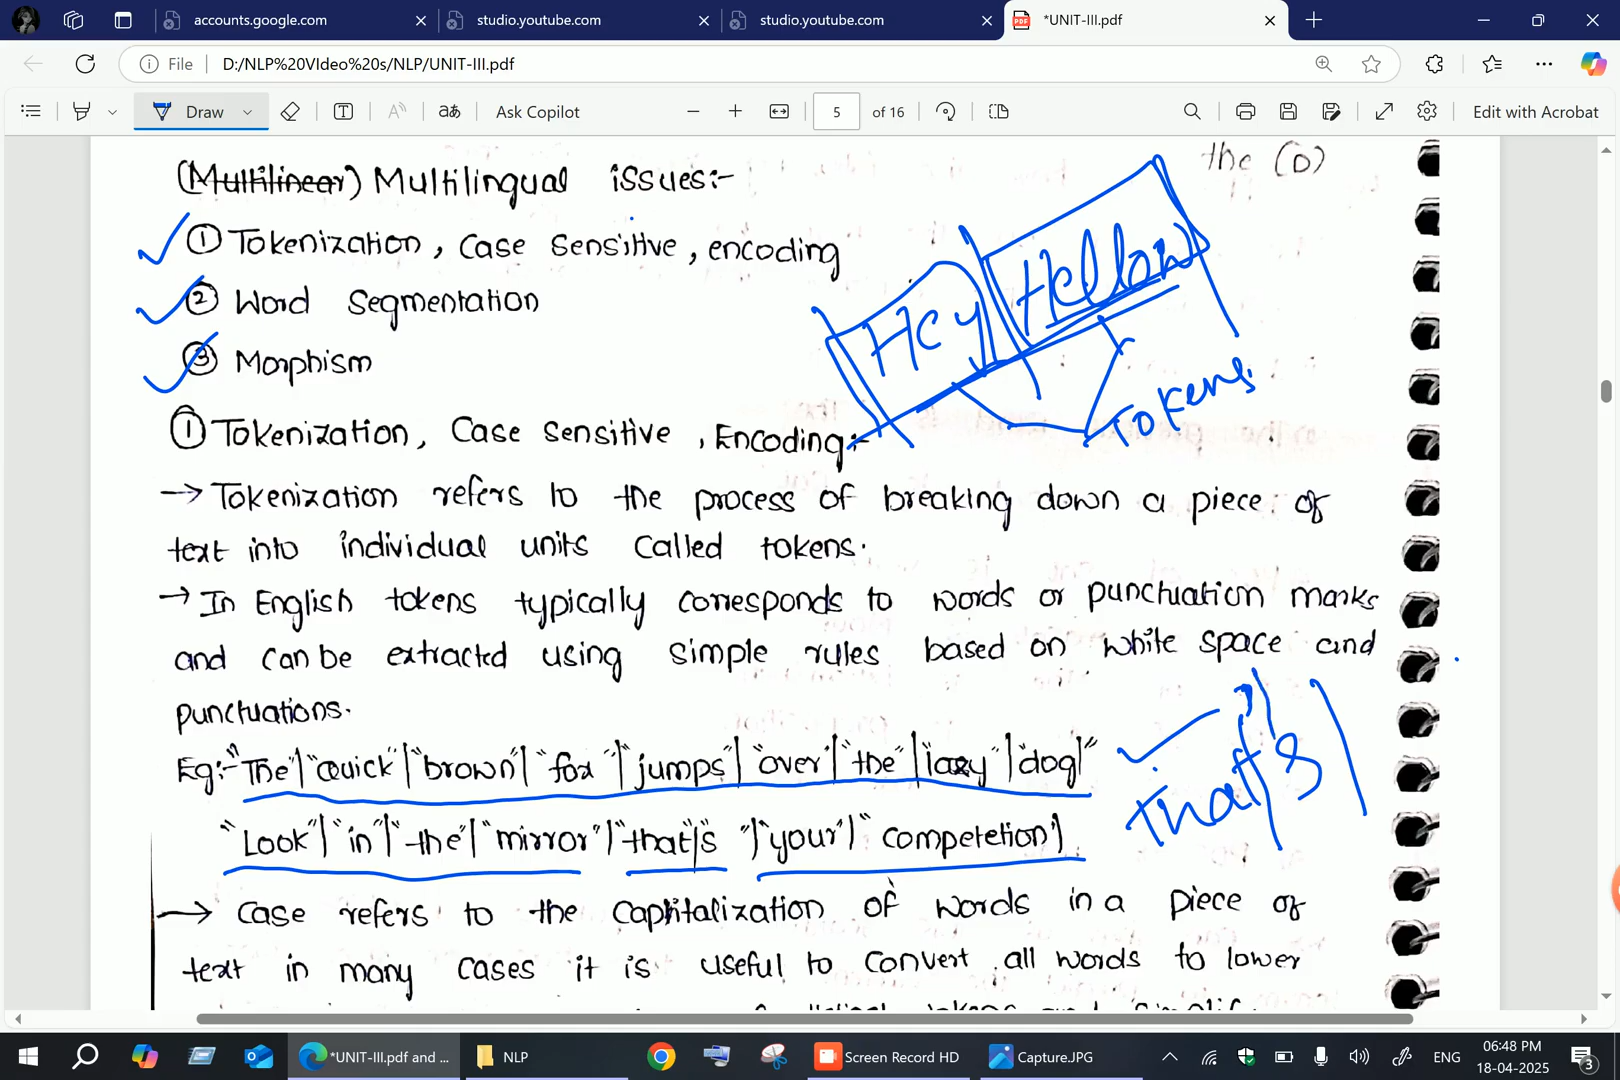 accounts.google.com
studio.youtube.com
studio.youtube.com
*UNIT-III.pdf
File D:/NLP%20VIdeo%20s/NLP/UNIT-III.pdf
Draw
Ask Copilot
5 of 16
Edit with Acrobat
the (D)
(Multilinear) Multilingual issues:-
① Tokenization, Case Sensitive, encoding
② Word Segmentation
③ Morphism
Hey Hellow
Tokens.
① Tokenization, Case Sensitive, Encoding:-
→ Tokenization refers to the process of breaking down a piece of
text into individual units called tokens.
→ In English tokens typically corresponds to words or punctuation marks
and can be extracted using simple rules based on white space and
punctuations.
Eg:- "The"|"quick"|"brown"|"fox"|"jumps"|"over"|"the"|"lazy"|"dog|"
that's
"Look"|"in"|"the"|"mirror"|"that|'s"|"your"|"competetion"|
→ Case refers to the capitalization of words in a piece of
text in many cases it is useful to convert all words to lower
*UNIT-III.pdf and ...
NLP
Screen Record HD
Capture.JPG
ENG
06:48 PM
18-04-2025
3